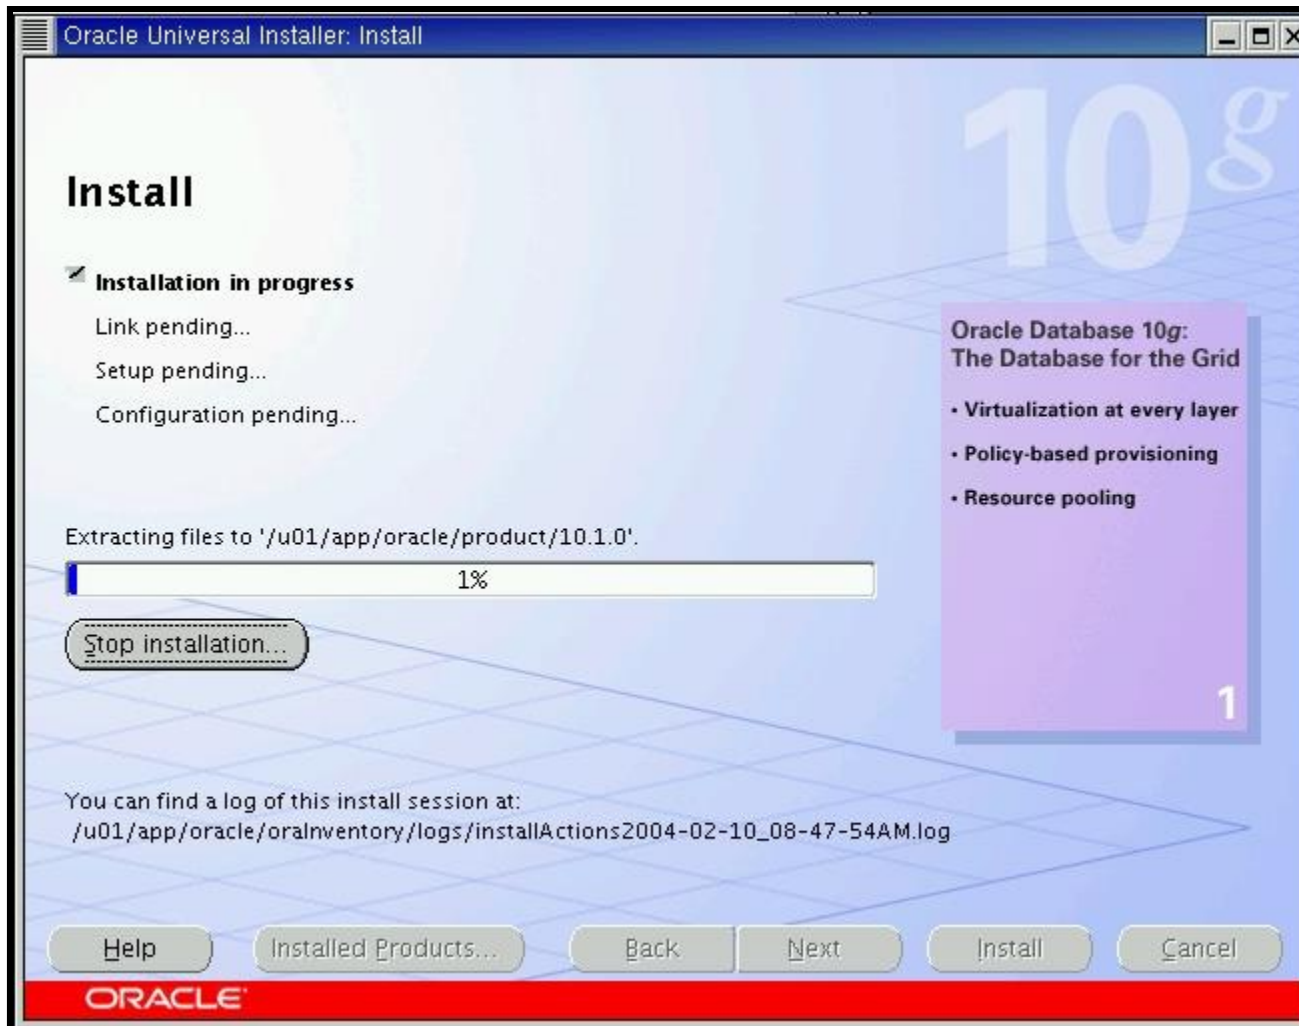 Oracle Universal Installer: Install
10g
Install
Installation in progress
Link pending...
Setup pending...
Configuration pending...
Oracle Database 10g:
The Database for the Grid
• Virtualization at every layer
• Policy-based provisioning
• Resource pooling
1
Extracting files to '/u01/app/oracle/product/10.1.0'.
1%
Stop installation...
You can find a log of this install session at:
/u01/app/oracle/oraInventory/logs/installActions2004-02-10_08-47-54AM.log
Help Installed Products... Back Next Install Cancel
ORACLE